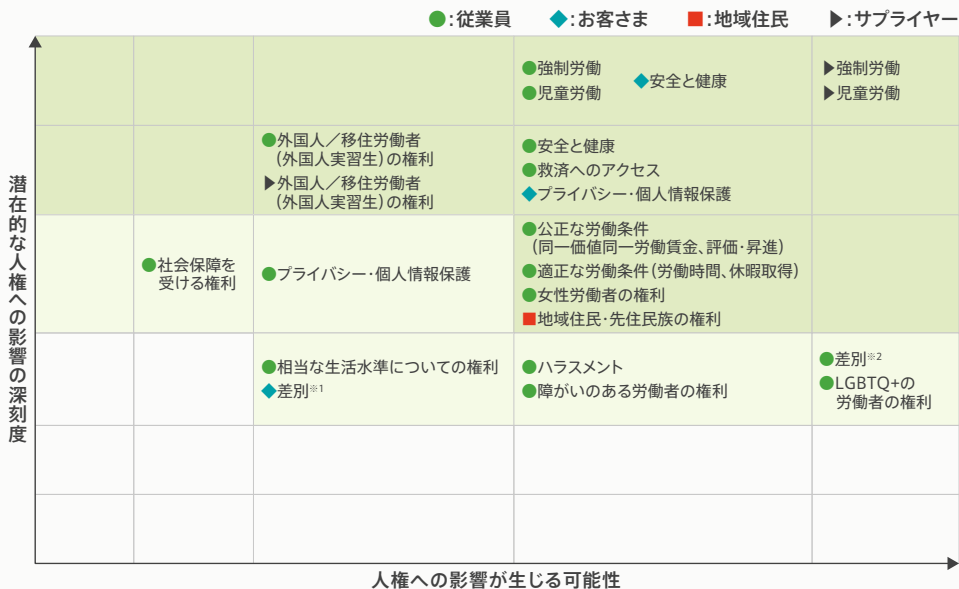 ●:従業員 ◆:お客さま ■:地域住民 ▶:サプライヤー
潜在的な人権への影響の深刻度
●強制労働
●児童労働
◆安全と健康
▶強制労働
▶児童労働
●外国人／移住労働者
(外国人実習生)の権利
▶外国人／移住労働者
(外国人実習生)の権利
●安全と健康
●救済へのアクセス
◆プライバシー・個人情報保護
●社会保障を
受ける権利
●プライバシー・個人情報保護
●公正な労働条件
(同一価値同一労働賃金、評価・昇進)
●適正な労働条件(労働時間、休暇取得)
●女性労働者の権利
■地域住民・先住民族の権利
●相当な生活水準についての権利
◆差別※1
●ハラスメント
●障がいのある労働者の権利
●差別※2
●LGBTQ+の
労働者の権利
人権への影響が生じる可能性